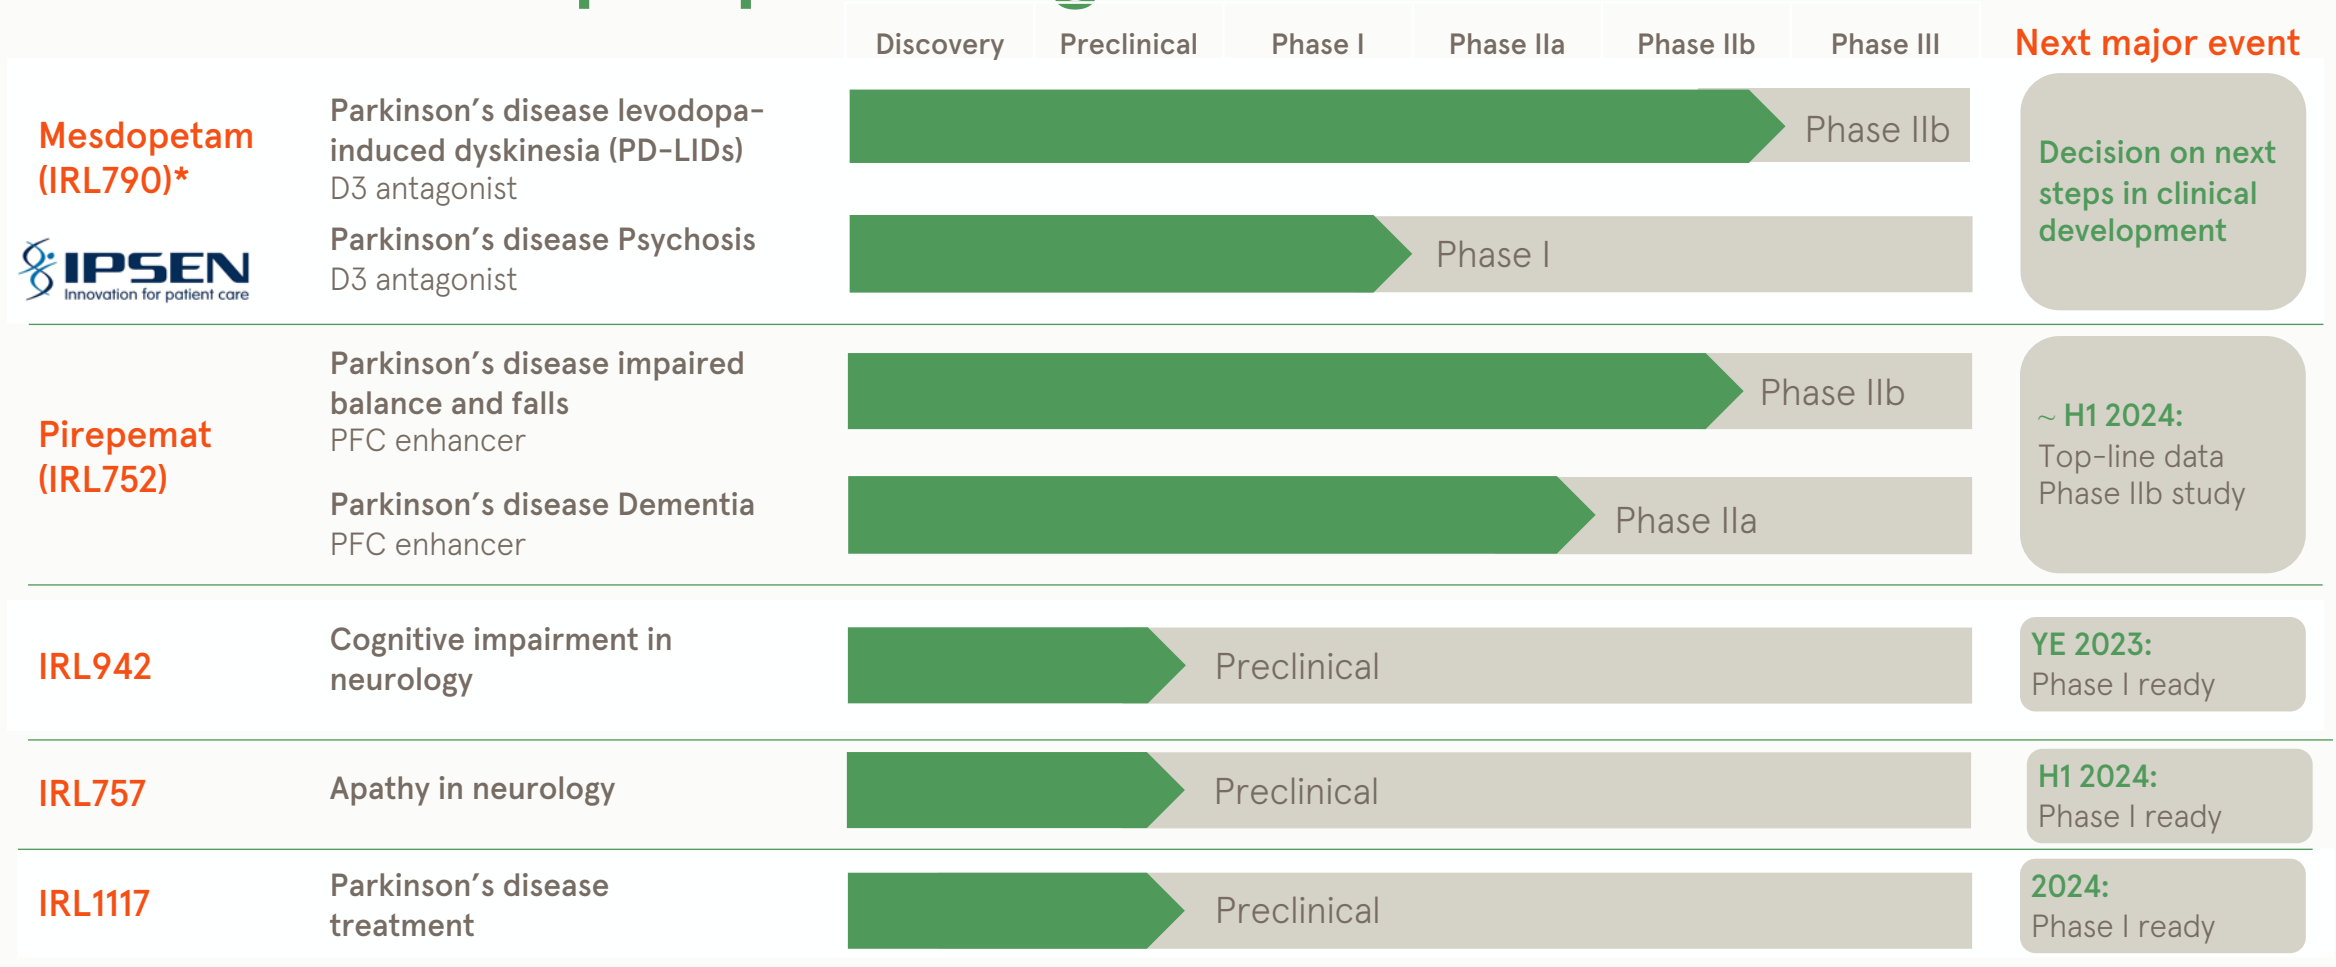 Discovery Preclinical Phase I Phase IIa Phase IIb Phase III Next major event
Mesdopetam
(IRL790)*
IPSEN
Innovation for patient care
Parkinson's disease levodopa-
induced dyskinesia (PD-LIDs)
D3 antagonist
Phase IIb
Parkinson's disease Psychosis
D3 antagonist
Phase I
Decision on next
steps in clinical
development
Pirepemat
(IRL752)
Parkinson's disease impaired
balance and falls
PFC enhancer
Phase IIb
Parkinson's disease Dementia
PFC enhancer
Phase IIa
~ H1 2024:
Top-line data
Phase IIb study
IRL942
Cognitive impairment in
neurology
Preclinical
YE 2023:
Phase I ready
IRL757
Apathy in neurology
Preclinical
H1 2024:
Phase I ready
IRL1117
Parkinson's disease
treatment
Preclinical
2024:
Phase I ready